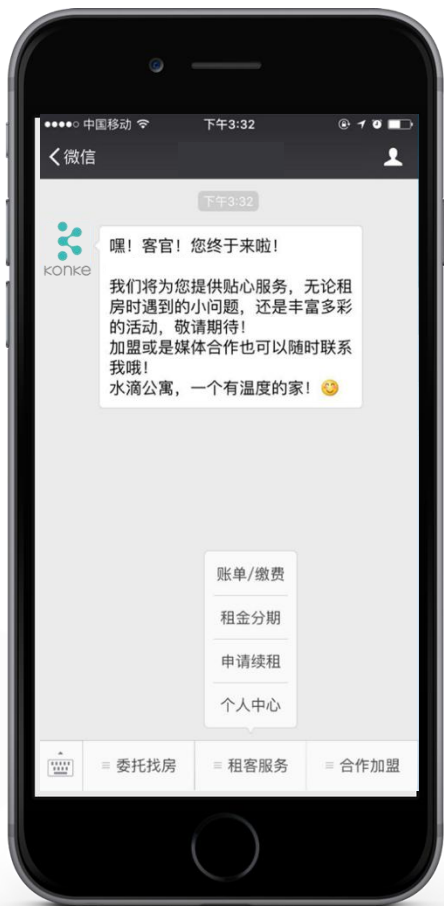 中国移动 下午3:32
微信
下午3:32
konke
嘿！客官！您终于来啦！
我们将为您提供贴心服务，无论租
房时遇到的小问题，还是丰富多彩
的活动，敬请期待！
加盟或是媒体合作也可以随时联系
我哦！
水滴公寓，一个有温度的家！
账单/缴费
租金分期
申请续租
个人中心
委托找房 租客服务 合作加盟